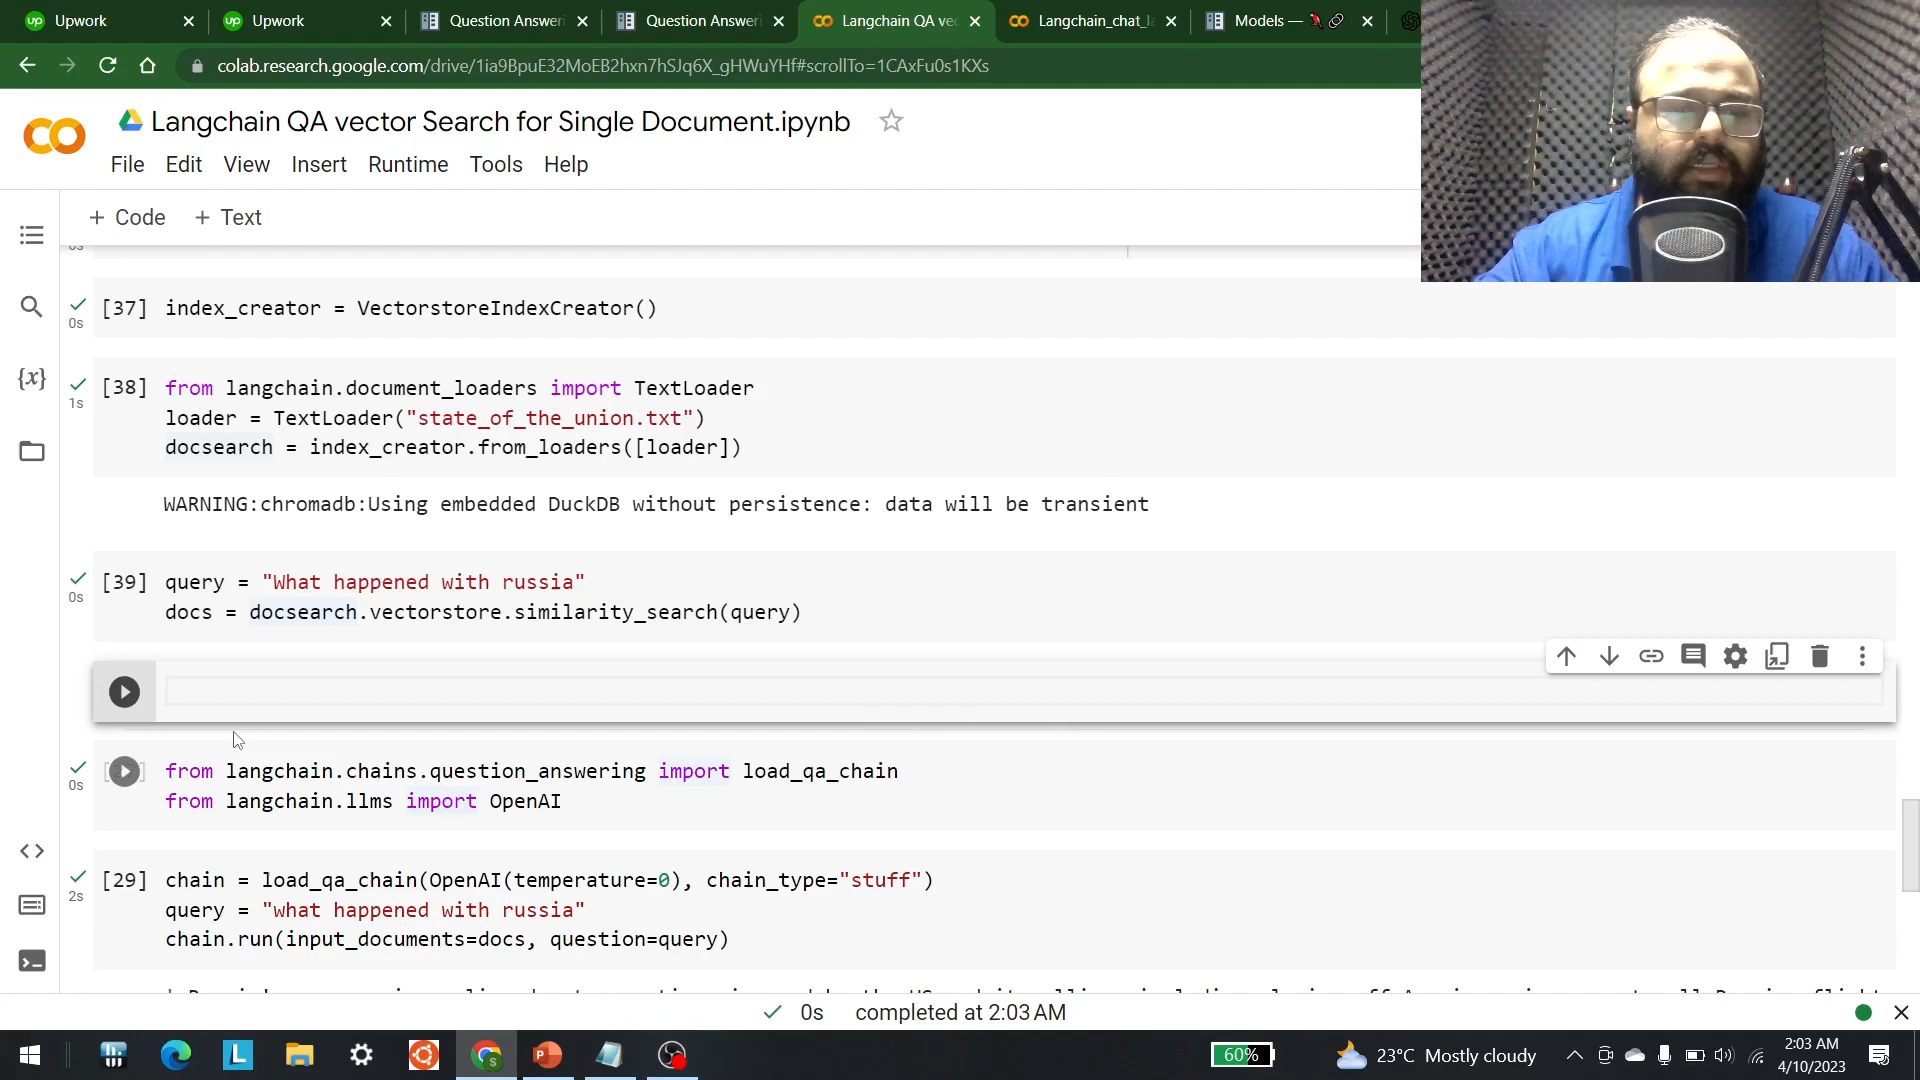 Upwork
Upwork
Question Answeri
Question Answeri
Langchain QA vec
Langchain_chat_la
Models —
colab.research.google.com/drive/1ia9BpuE32MoEB2hxn7hSJq6X_gHWuYHf#scrollTo=1CAxFu0s1KXs
Langchain QA vector Search for Single Document.ipynb
File Edit View Insert Runtime Tools Help
+ Code + Text
0s
[37] index_creator = VectorstoreIndexCreator()
0s
[38] from langchain.document_loaders import TextLoader
1s
loader = TextLoader("state_of_the_union.txt")
docsearch = index_creator.from_loaders([loader])
WARNING:chromadb:Using embedded DuckDB without persistence: data will be transient
[39] query = "What happened with russia"
0s
docs = docsearch.vectorstore.similarity_search(query)
from langchain.chains.question_answering import load_qa_chain
0s
from langchain.llms import OpenAI
[29] chain = load_qa_chain(OpenAI(temperature=0), chain_type="stuff")
2s
query = "what happened with russia"
chain.run(input_documents=docs, question=query)
0s completed at 2:03 AM
60%
23°C Mostly cloudy
2:03 AM
4/10/2023